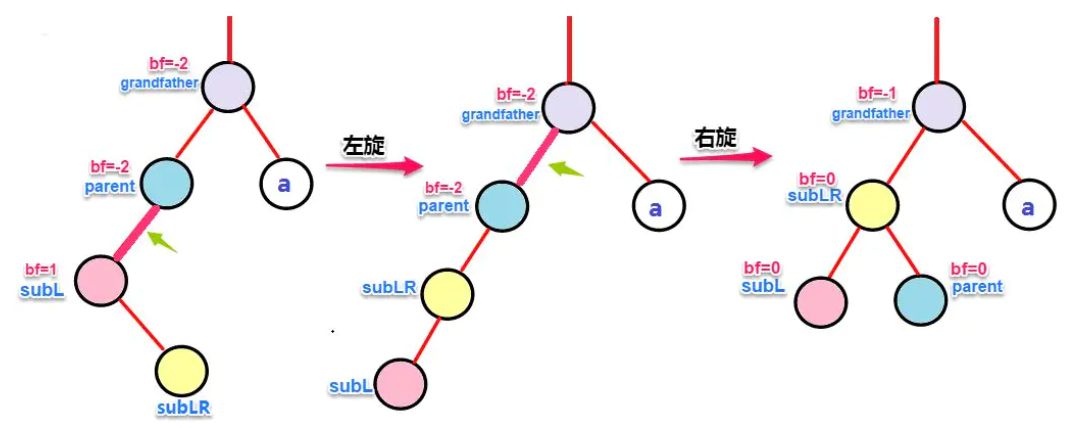 bf=-2
grandfather
bf=-2
parent
a
bf=1
subL
subLR
左旋
bf=-2
grandfather
bf=-2
parent
a
subLR
subL
右旋
bf=-1
grandfather
bf=0
subLR
a
bf=0
subL
bf=0
parent